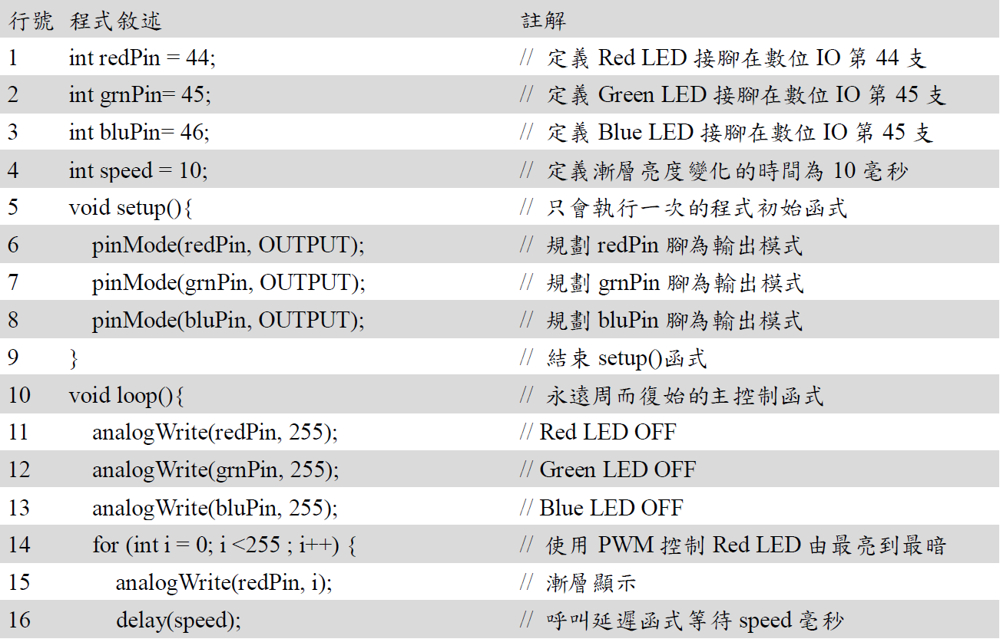 行號 程式敘述 註解
1 int redPin = 44; // 定義 Red LED 接腳在數位 IO 第 44 支
2 int grnPin= 45; // 定義 Green LED 接腳在數位 IO 第 45 支
3 int bluPin= 46; // 定義 Blue LED 接腳在數位 IO 第 45 支
4 int speed = 10; // 定義漸層亮度變化的時間為 10 毫秒
5 void setup(){ // 只會執行一次的程式初始函式
6 pinMode(redPin, OUTPUT); // 規劃 redPin 腳為輸出模式
7 pinMode(grnPin, OUTPUT); // 規劃 grnPin 腳為輸出模式
8 pinMode(bluPin, OUTPUT); // 規劃 bluPin 腳為輸出模式
9 } // 結束 setup()函式
10 void loop(){ // 永遠周而復始的主控制函式
11 analogWrite(redPin, 255); // Red LED OFF
12 analogWrite(grnPin, 255); // Green LED OFF
13 analogWrite(bluPin, 255); // Blue LED OFF
14 for (int i = 0; i <255 ; i++) { // 使用 PWM 控制 Red LED 由最亮到最暗
15 analogWrite(redPin, i); // 漸層顯示
16 delay(speed); // 呼叫延遲函式等待 speed 毫秒